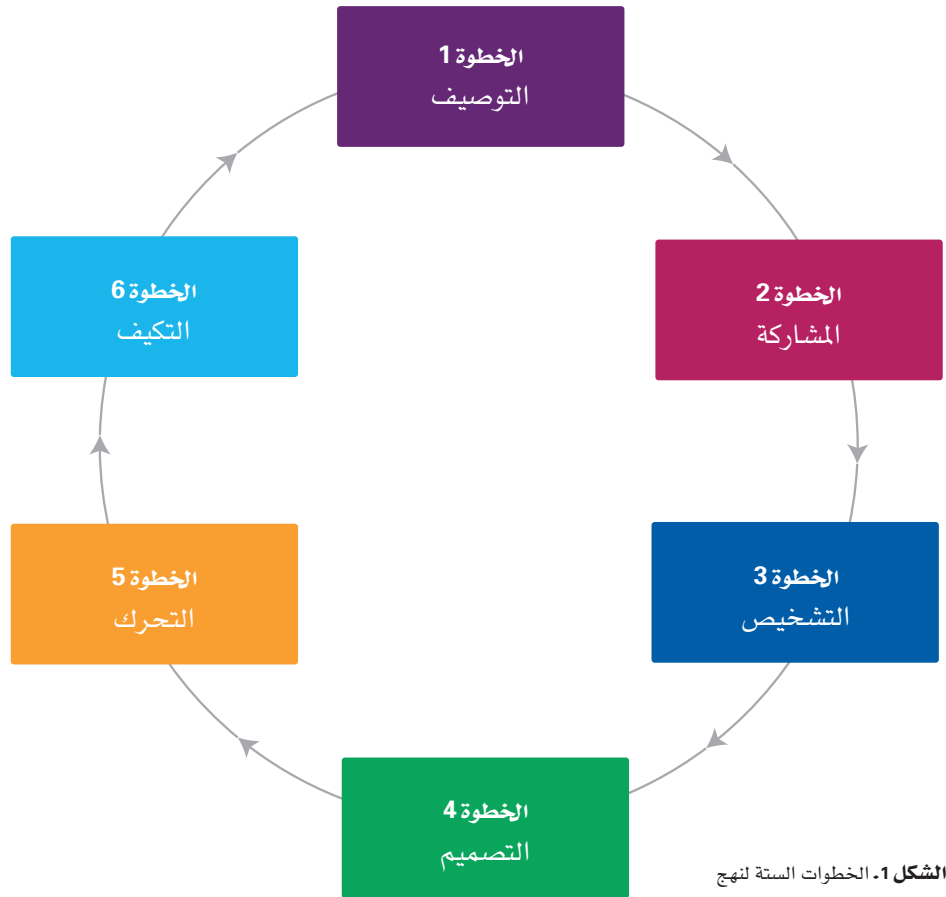 الخطوة 1
التوصيف
الخطوة 2
المشاركة
الخطوة 3
التشخيص
الخطوة 4
التصميم
الخطوة 5
التحرك
الخطوة 6
التكيف
الشكل 1. الخطوات الستة لنهج